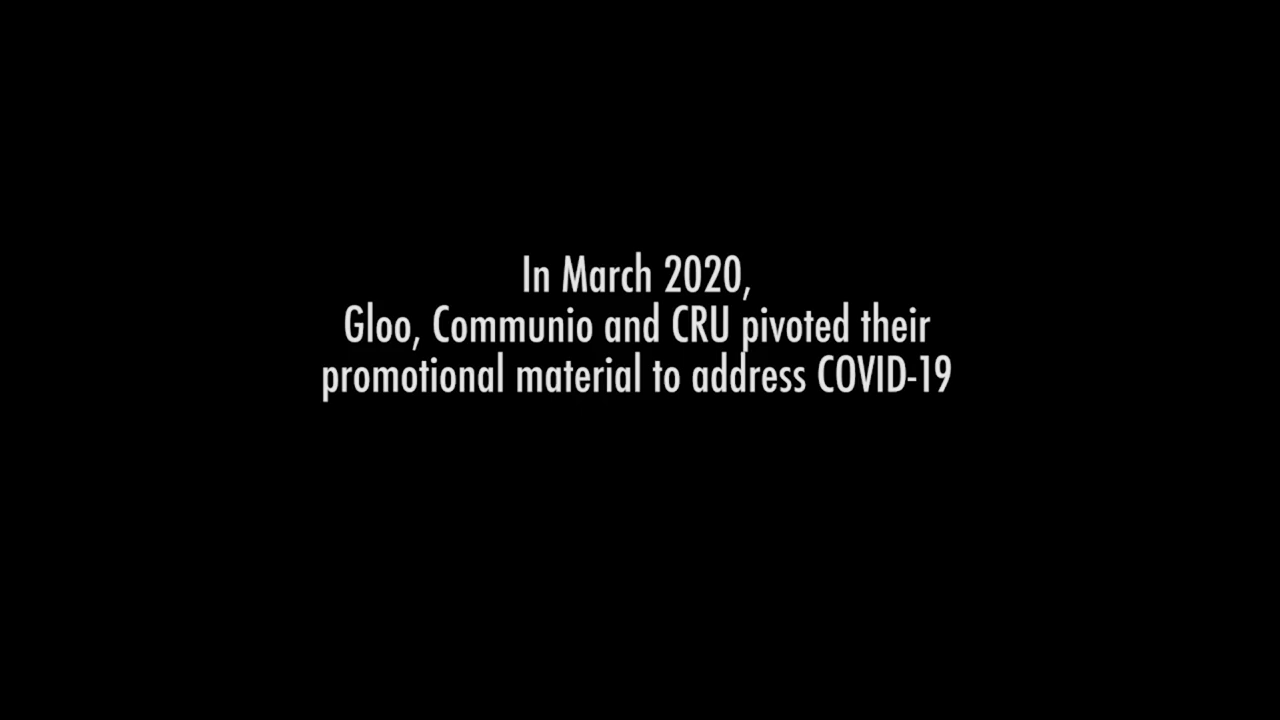 In March 2020,
Gloo, Communio and CRU pivoted their
promotional material to address COVID-19